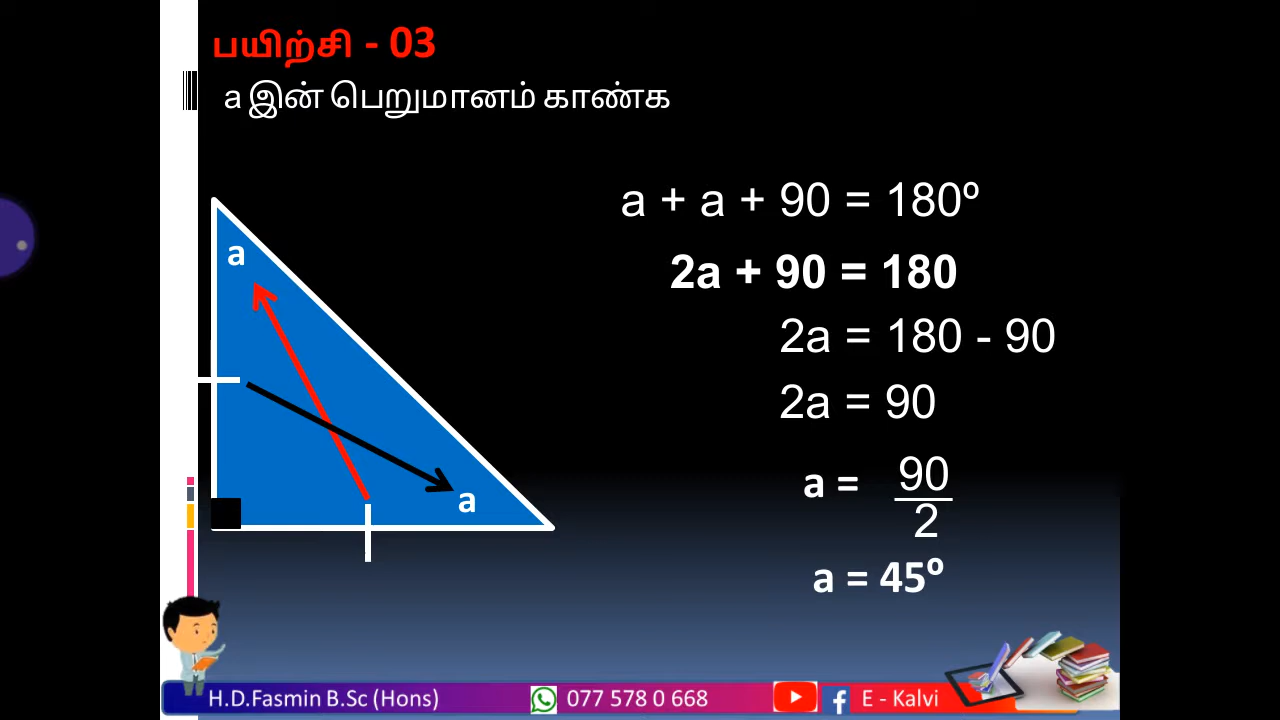 பயிற்சி - 03
a இன் பெறுமானம் காண்க
a + a + 90 = 180º
2a + 90 = 180
2a = 180 - 90
2a = 90
a = 90
2
a = 45º
a
a
H.D.Fasmin B.Sc (Hons) 077 578 0 668 E - Kalvi